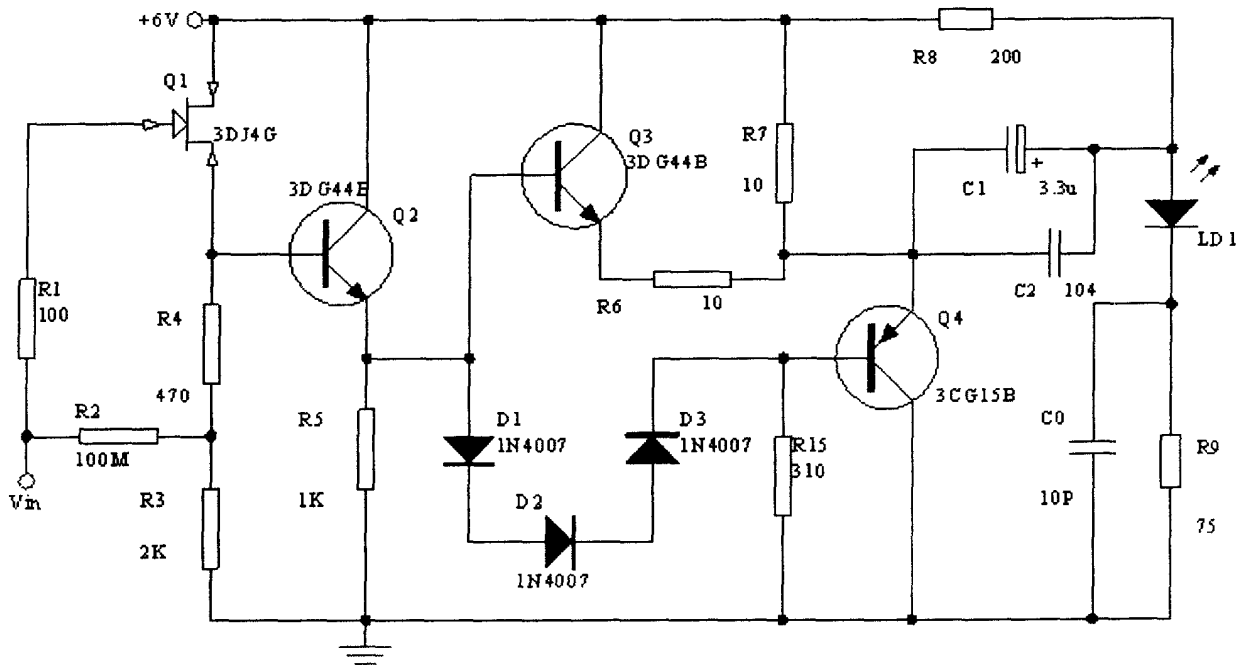 +6V
R8 200
Q1
3DJ4G
Q3
3DG44B
R7
10
C1 3.3u
+
3DG44B
Q2
LD1
C2 104
R1
100
R4
470
R6 10
Q4
3CG15B
R2
100M
R5
1K
D1
1N4007
D3
1N4007
R15
310
C0
10P
R9
75
Vin
R3
2K
D2
1N4007